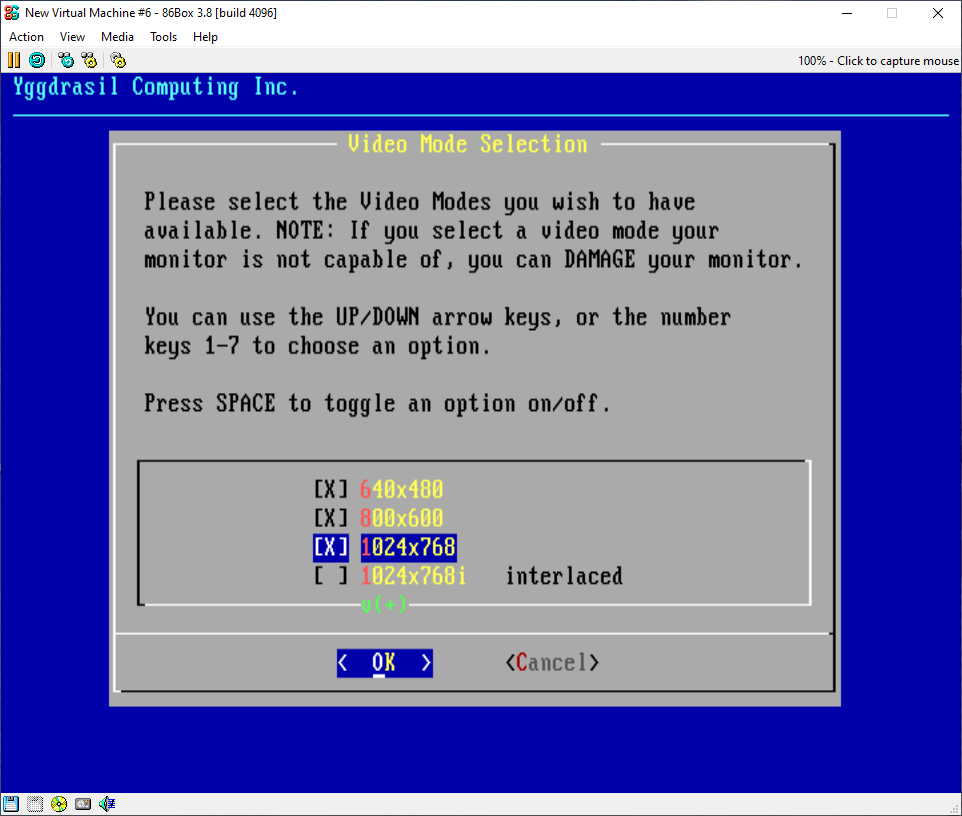 New Virtual Machine #6 - 86Box 3.8 [build 4096]
Action View Media Tools Help
100% - Click to capture mouse
Yggdrasil Computing Inc.
Video Mode Selection
Please select the Video Modes you wish to have
available. NOTE: If you select a video mode your
monitor is not capable of, you can DAMAGE your monitor.
You can use the UP/DOWN arrow keys, or the number
keys 1-7 to choose an option.
Press SPACE to toggle an option on/off.
[X] 640x480
[X] 800x600
[X] 1024x768
[ ] 1024x768i interlaced
v(+)
< OK > <Cancel>